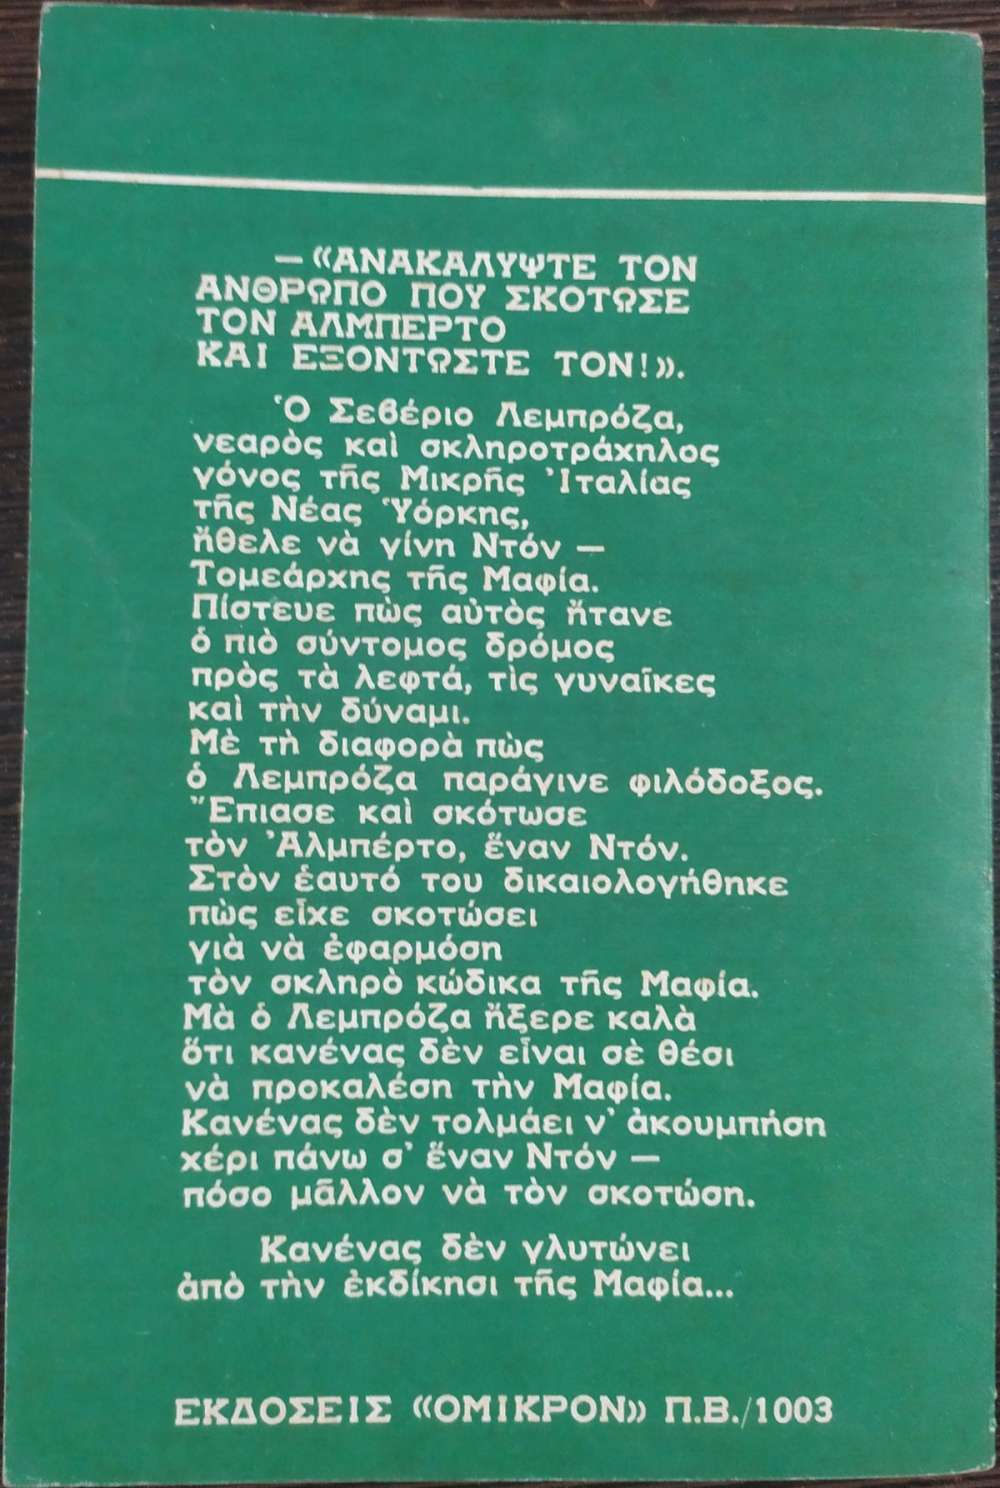 — «ΑΝΑΚΑΛΥΨΤΕ ΤΟΝ
ΑΝΘΡΩΠΟ ΠΟΥ ΣΚΟΤΩΣΕ
ΤΟΝ ΑΛΜΠΕΡΤΟ
ΚΑΙ ΕΞΟΝΤΩΣΤΕ ΤΟΝ!».
Ὁ Σεβέριο Λεμπρόζα,
νεαρὸς καὶ σκληροτράχηλος
γόνος τῆς Μικρῆς Ἰταλίας
τῆς Νέας Ὑόρκης,
ἤθελε νὰ γίνη Ντόν —
Τομεάρχης τῆς Μαφία.
Πίστευε πὼς αὐτὸς ἤτανε
ὁ πιὸ σύντομος δρόμος
πρὸς τὰ λεφτά, τὶς γυναῖκες
καὶ τὴν δύναμι.
Μὲ τὴ διαφορὰ πὼς
ὁ Λεμπρόζα παράγινε φιλόδοξος.
Ἔπιασε καὶ σκότωσε
τὸν Ἀλμπέρτο, ἕναν Ντόν.
Στὸν ἑαυτό του δικαιολογήθηκε
πὼς εἶχε σκοτώσει
γιὰ νὰ ἐφαρμόση
τὸν σκληρὸ κώδικα τῆς Μαφία.
Μὰ ὁ Λεμπρόζα ἤξερε καλὰ
ὅτι κανένας δὲν εἶναι σὲ θέσι
νὰ προκαλέση τὴν Μαφία.
Κανένας δὲν τολμάει ν' ἀκουμπήση
χέρι πάνω σ' ἕναν Ντόν —
πόσο μᾶλλον νὰ τὸν σκοτώση.
Κανένας δὲν γλυτώνει
ἀπὸ τὴν ἐκδίκησι τῆς Μαφία...
ΕΚΔΟΣΕΙΣ «ΟΜΙΚΡΟΝ» Π.Β./1003